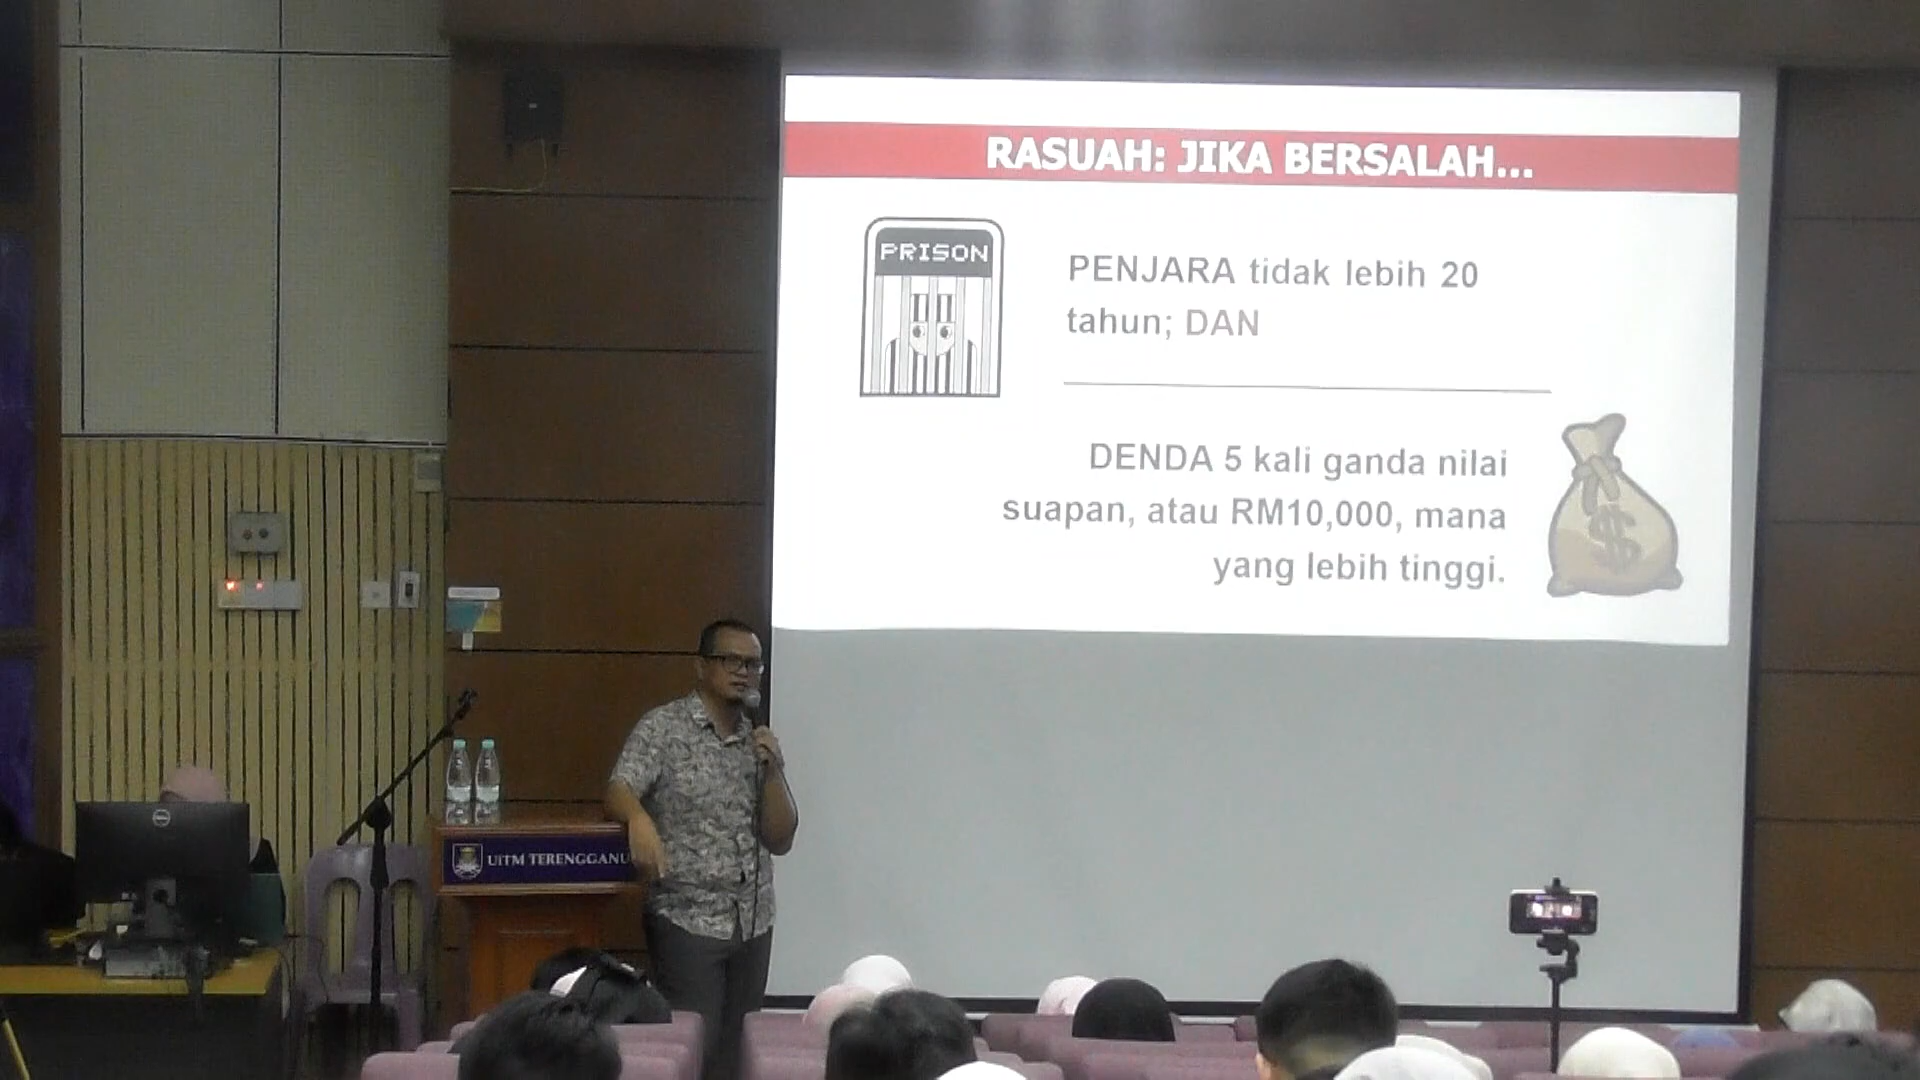 RASUAH: JIKA BERSALAH...
PRISON
PENJARA tidak lebih 20
tahun; DAN
DENDA 5 kali ganda nilai
suapan, atau RM10,000, mana
yang lebih tinggi.
$
DELL
UiTM TERENGGANU